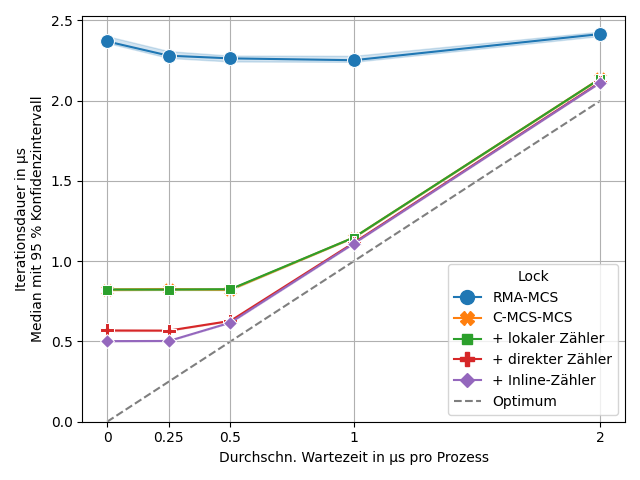 2.5
2.0
1.5
1.0
0.5
0.0
Iterationsdauer in µs
Median mit 95 % Konfidenzintervall
Lock
RMA-MCS
C-MCS-MCS
+ lokaler Zähler
+ direkter Zähler
+ Inline-Zähler
Optimum
0
0.25
0.5
1
2
Durchschn. Wartezeit in µs pro Prozess